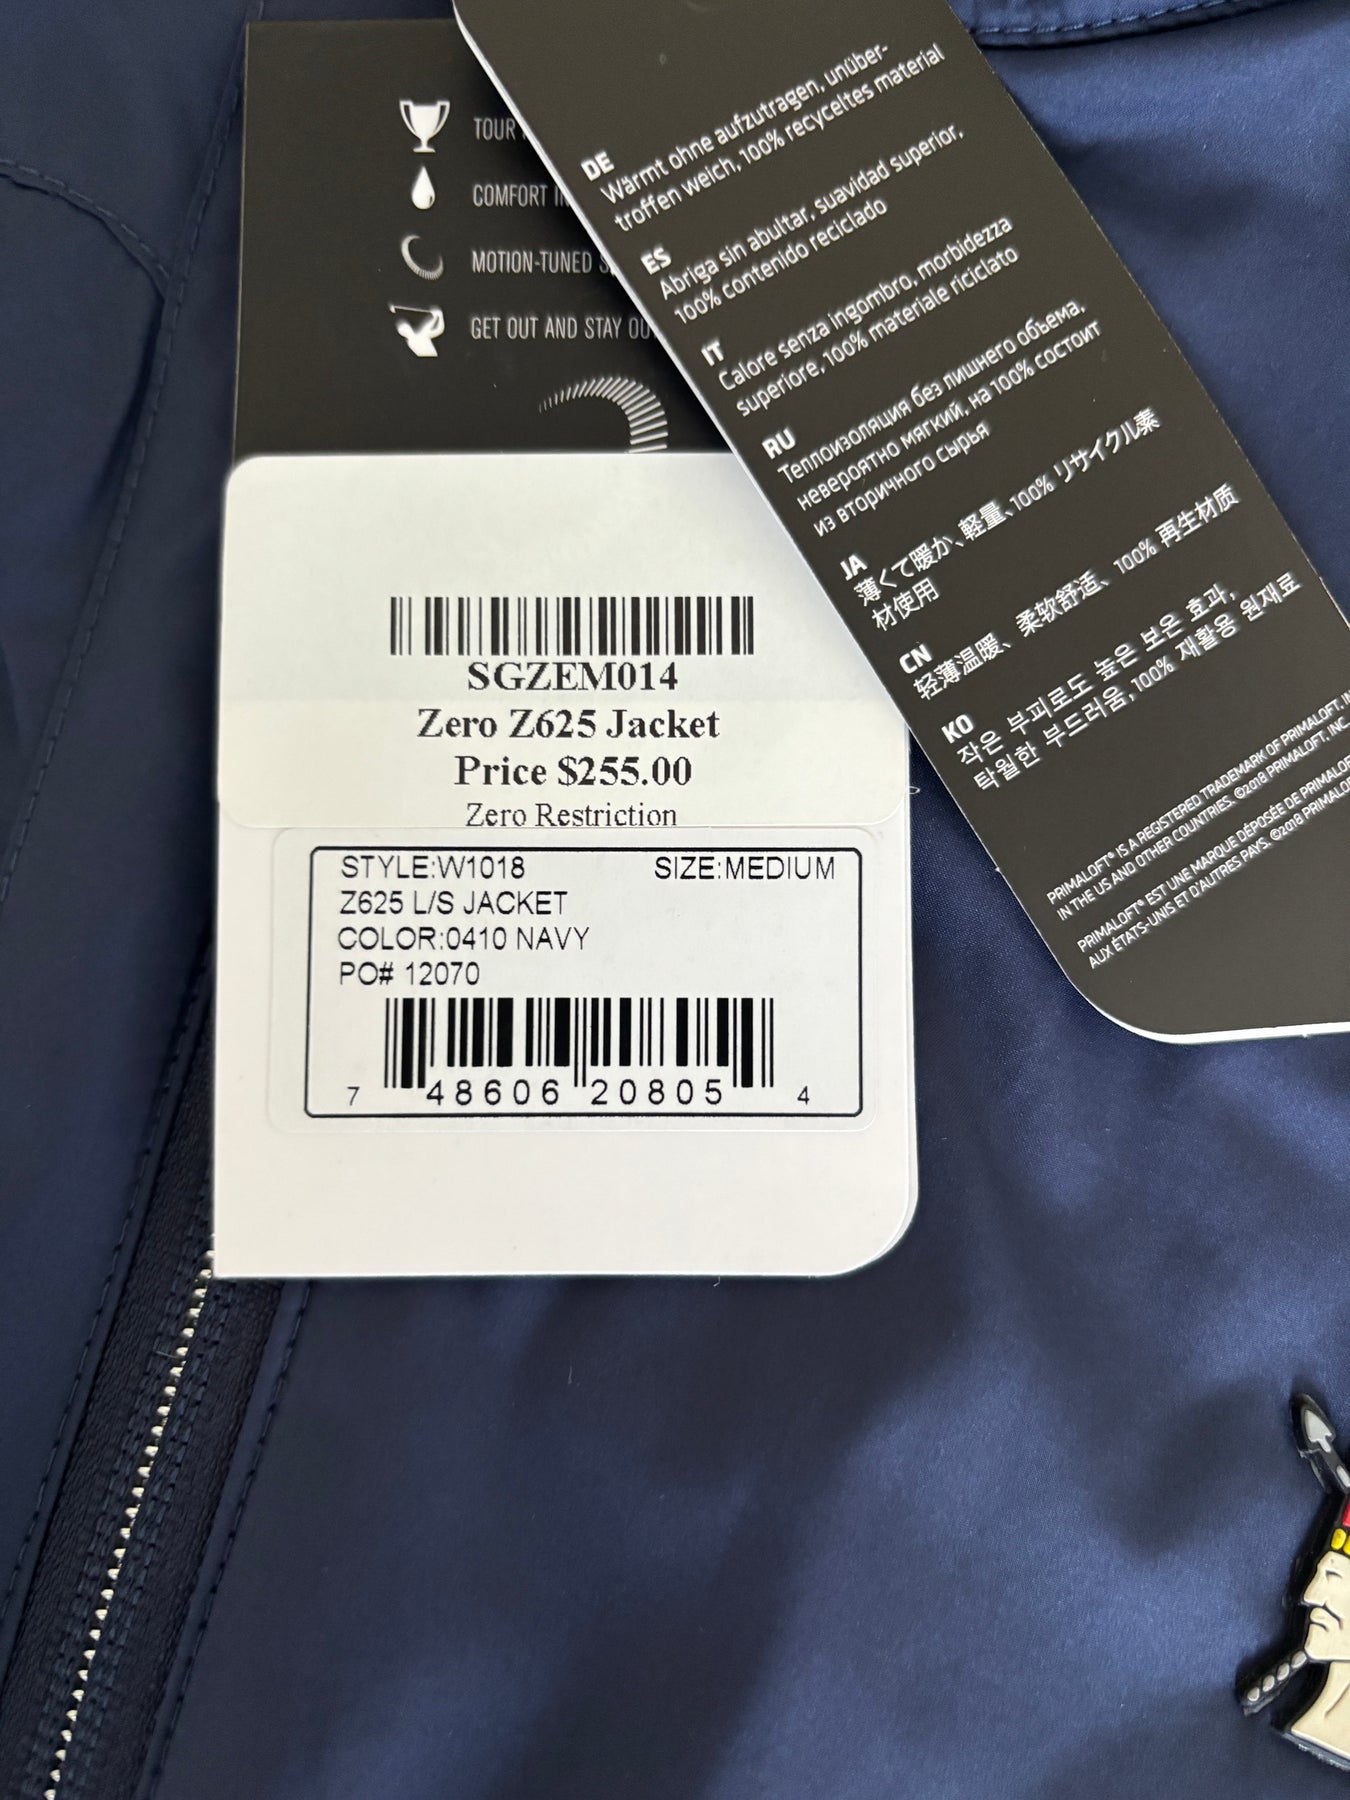 TOUR
COMFORT
MOTION-TUNED
GET OUT AND STAY
SGZEM014
Zero Z625 Jacket
Price $255.00
Zero Restriction
STYLE:W1018 SIZE:MEDIUM
Z625 L/S JACKET
COLOR:0410 NAVY
PO# 12070
7 48606 20805 4
DE
Wärmt ohne aufzutragen, unüber-
troffen weich, 100% recyceltes material
ES
Abriga sin abultar, suavidad superior,
100% contenido reciclado
IT
Calore senza ingombro, morbidezza
superiore, 100% materiale riciclato
RU
Теплоизоляция без лишнего объема,
невероятно мягкий, на 100% состоит
из вторичного сырья
JA
薄くて暖か、軽量、100% リサイクル素
材使用
CN
轻薄温暖、柔软舒适、100% 再生材质
KO
작은 부피로도 높은 보온 효과,
탁월한 부드러움, 100% 재활용 원재료
PRIMALOFT® IS A REGISTERED TRADEMARK OF PRIMALOFT,
IN THE US AND OTHER COUNTRIES. ©2018 PRIMALOFT, INC.
PRIMALOFT® EST UNE MARQUE DÉPOSÉE DE
AUX ÉTATS-UNIS ET D'AUTRES PAYS. ©2018